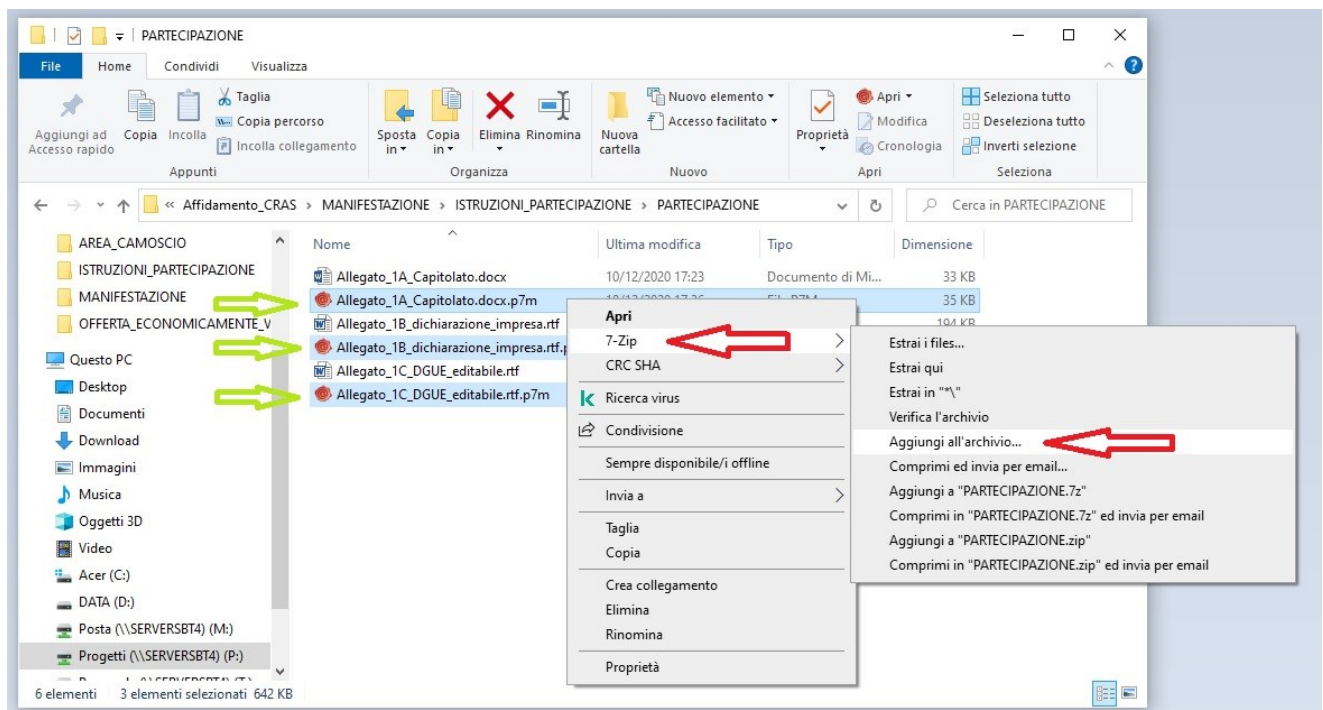 PARTECIPAZIONE
File Home Condividi Visualizza
Aggiungi ad Accesso rapido
Copia
Incolla
Taglia
Copia percorso
Incolla collegamento
Appunti
Sposta in
Copia in
Elimina
Rinomina
Organizza
Nuova cartella
Nuovo elemento
Accesso facilitato
Nuovo
Proprietà
Apri
Modifica
Cronologia
Apri
Seleziona tutto
Deseleziona tutto
Inverti selezione
Seleziona
« Affidamento_CRAS › MANIFESTAZIONE › ISTRUZIONI_PARTECIPAZIONE › PARTECIPAZIONE
Cerca in PARTECIPAZIONE
AREA_CAMOSCIO
ISTRUZIONI_PARTECIPAZIONE
MANIFESTAZIONE
OFFERTA_ECONOMICAMENTE_V
Questo PC
Desktop
Documenti
Download
Immagini
Musica
Oggetti 3D
Video
Acer (C:)
DATA (D:)
Posta (\\SERVERSBT4) (M:)
Progetti (\\SERVERSBT4) (P:)
Nome Ultima modifica Tipo Dimensione
Allegato_1A_Capitolato.docx 10/12/2020 17:23 Documento di Mi... 33 KB
Allegato_1A_Capitolato.docx.p7m 35 KB
Allegato_1B_dichiarazione_impresa.rtf 194 KB
Allegato_1B_dichiarazione_impresa.rtf.p
Allegato_1C_DGUE_editabile.rtf
Allegato_1C_DGUE_editabile.rtf.p7m
Apri
7-Zip
CRC SHA
Ricerca virus
Condivisione
Sempre disponibile/i offline
Invia a
Taglia
Copia
Crea collegamento
Elimina
Rinomina
Proprietà
Estrai i files...
Estrai qui
Estrai in "*\"
Verifica l'archivio
Aggiungi all'archivio...
Comprimi ed invia per email...
Aggiungi a "PARTECIPAZIONE.7z"
Comprimi in "PARTECIPAZIONE.7z" ed invia per email
Aggiungi a "PARTECIPAZIONE.zip"
Comprimi in "PARTECIPAZIONE.zip" ed invia per email
6 elementi 3 elementi selezionati 642 KB